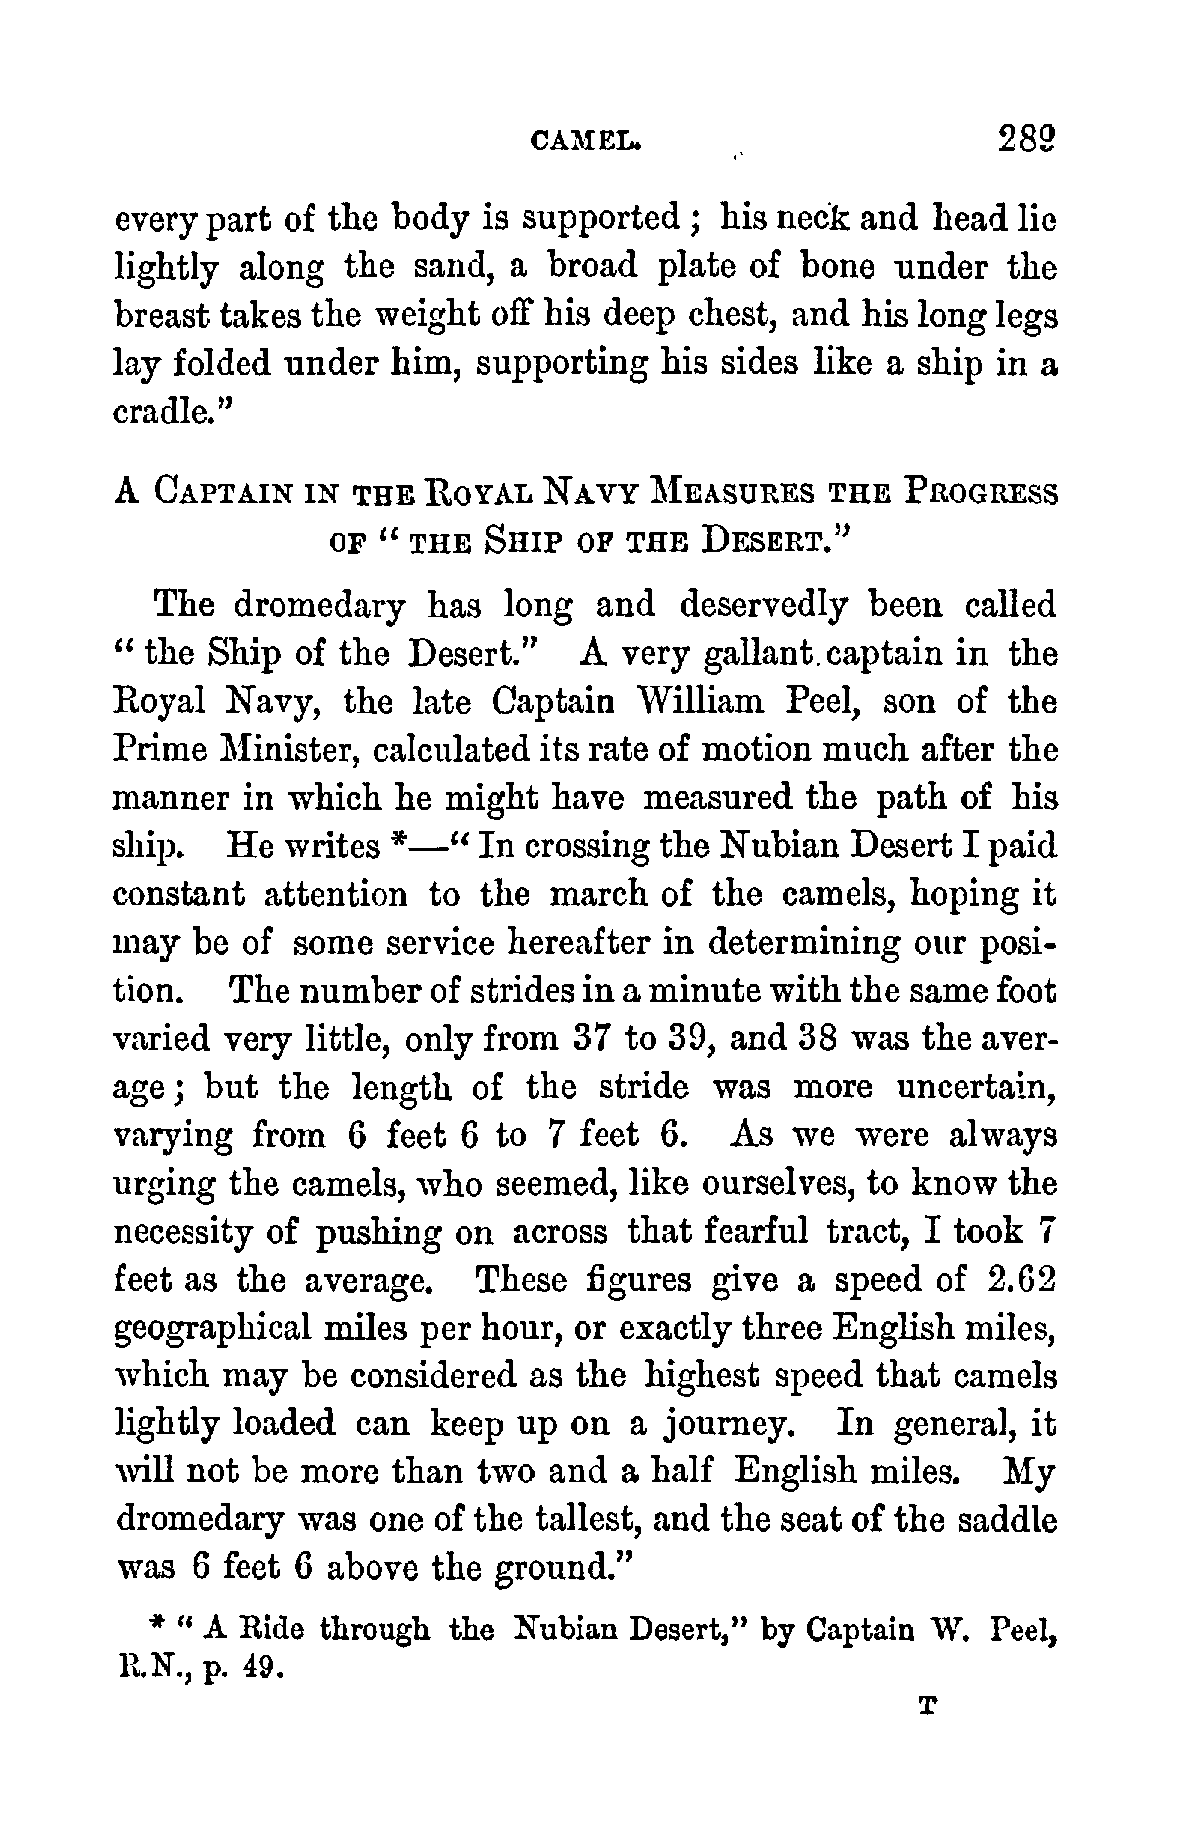 CAMEL. 289
every part of the body is supported ; his neck and head lie
lightly along the sand, a broad plate of bone under the
breast takes the weight off his deep chest, and his long legs
lay folded under him, supporting his sides like a ship in a
cradle."
A CAPTAIN IN THE ROYAL NAVY MEASURES THE PROGRESS
OF " THE SHIP OF THE DESERT."
The dromedary has long and deservedly been called
" the Ship of the Desert." A very gallant captain in the
Royal Navy, the late Captain William Peel, son of the
Prime Minister, calculated its rate of motion much after the
manner in which he might have measured the path of his
ship. He writes *—" In crossing the Nubian Desert I paid
constant attention to the march of the camels, hoping it
may be of some service hereafter in determining our posi-
tion. The number of strides in a minute with the same foot
varied very little, only from 37 to 39, and 38 was the aver-
age ; but the length of the stride was more uncertain,
varying from 6 feet 6 to 7 feet 6. As we were always
urging the camels, who seemed, like ourselves, to know the
necessity of pushing on across that fearful tract, I took 7
feet as the average. These figures give a speed of 2.62
geographical miles per hour, or exactly three English miles,
which may be considered as the highest speed that camels
lightly loaded can keep up on a journey. In general, it
will not be more than two and a half English miles. My
dromedary was one of the tallest, and the seat of the saddle
was 6 feet 6 above the ground."
* " A Ride through the Nubian Desert," by Captain W. Peel,
R.N., p. 49.
T